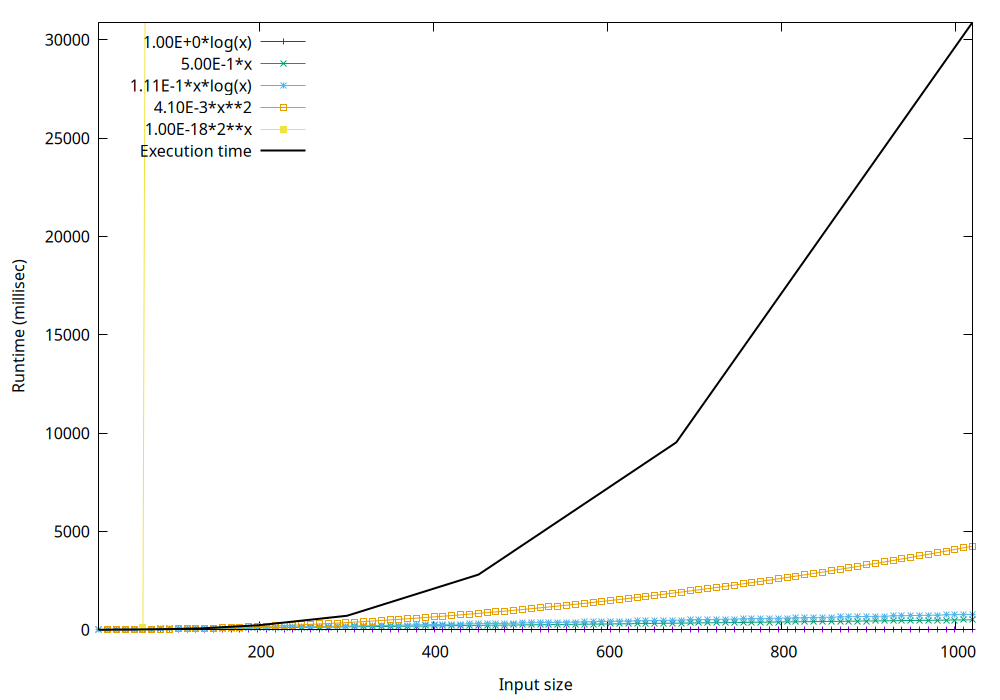 30000
25000
20000
15000
10000
5000
0
Runtime (millisec)
1.00E+0*log(x)
5.00E-1*x
1.11E-1*x*log(x)
4.10E-3*x**2
1.00E-18*2**x
Execution time
200
400
600
800
1000
Input size